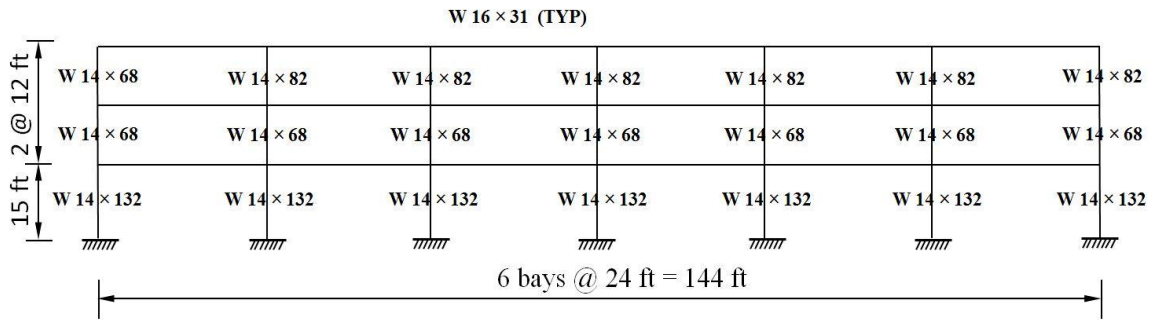 W 16 × 31 (TYP)
W 14 × 68 W 14 × 82 W 14 × 82 W 14 × 82 W 14 × 82 W 14 × 82 W 14 × 82
2 @ 12 ft
W 14 × 68 W 14 × 68 W 14 × 68 W 14 × 68 W 14 × 68 W 14 × 68 W 14 × 68
15 ft
W 14 × 132 W 14 × 132 W 14 × 132 W 14 × 132 W 14 × 132 W 14 × 132 W 14 × 132
6 bays @ 24 ft = 144 ft